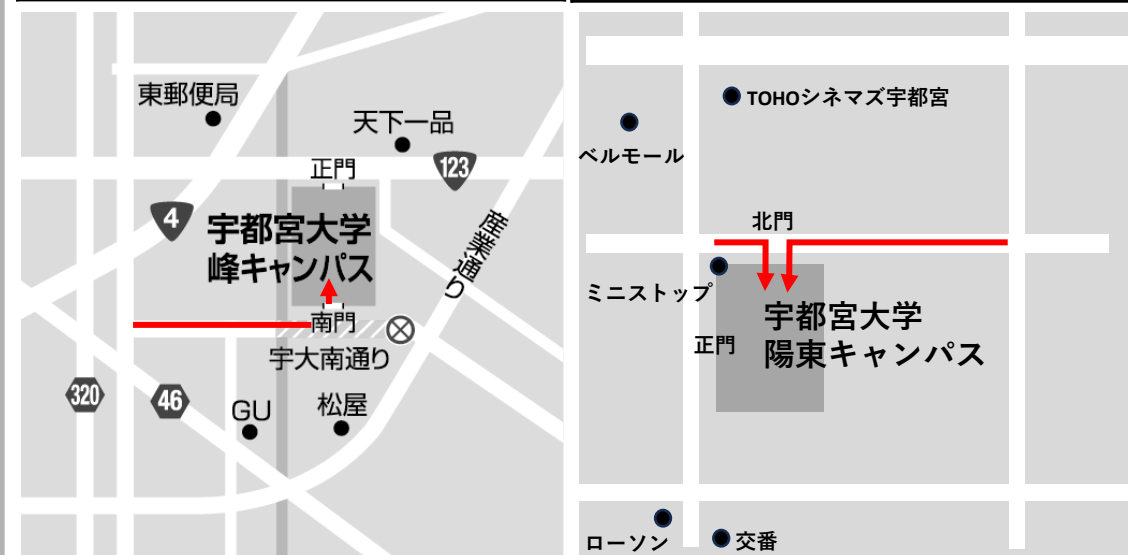 東郵便局
天下一品
正門
123
4
宇都宮大学
峰キャンパス
産業通り
南門
宇大南通り
320
46
GU
松屋
TOHOシネマズ宇都宮
ベルモール
北門
ミニストップ
宇都宮大学
正門
陽東キャンパス
ローソン
交番